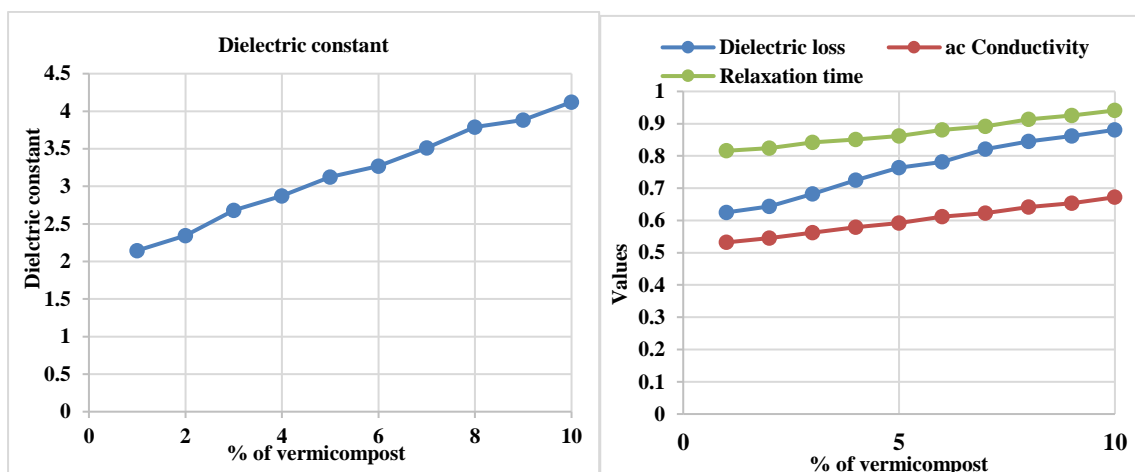 Dielectric constant
Dielectric constant
4.5
4
3.5
3
2.5
2
1.5
1
0.5
0
0 2 4 6 8 10
% of vermicompost
Dielectric loss ac Conductivity
Relaxation time
Values
1
0.9
0.8
0.7
0.6
0.5
0.4
0.3
0.2
0.1
0
0 5 10
% of vermicompost